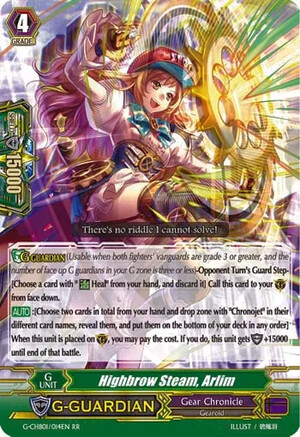 4
GRADE
15000
There's no riddle I cannot solve!
G GUARDIAN (Usable when both fighters' vanguards are grade 3 or greater, and the
number of face up G guardians in your G zone is three or less)-Opponent Turn's Guard Step-
[Choose a card with " Heal" from your hand, and discard it] Call this card to your
from face down.
AUTO :[Choose two cards in total from your hand and drop zone with "Chronojet" in their
different card names, reveal them, and put them on the bottom of your deck in any order]
When this unit is placed on , you may pay the cost. If you do, this unit gets +15000
until end of that battle.
G
UNIT
Highbrow Steam, Arlim
G-GUARDIAN
Gear Chronicle
Gearoid
G-CHB01/014EN RR
ILLUST / 碧風羽